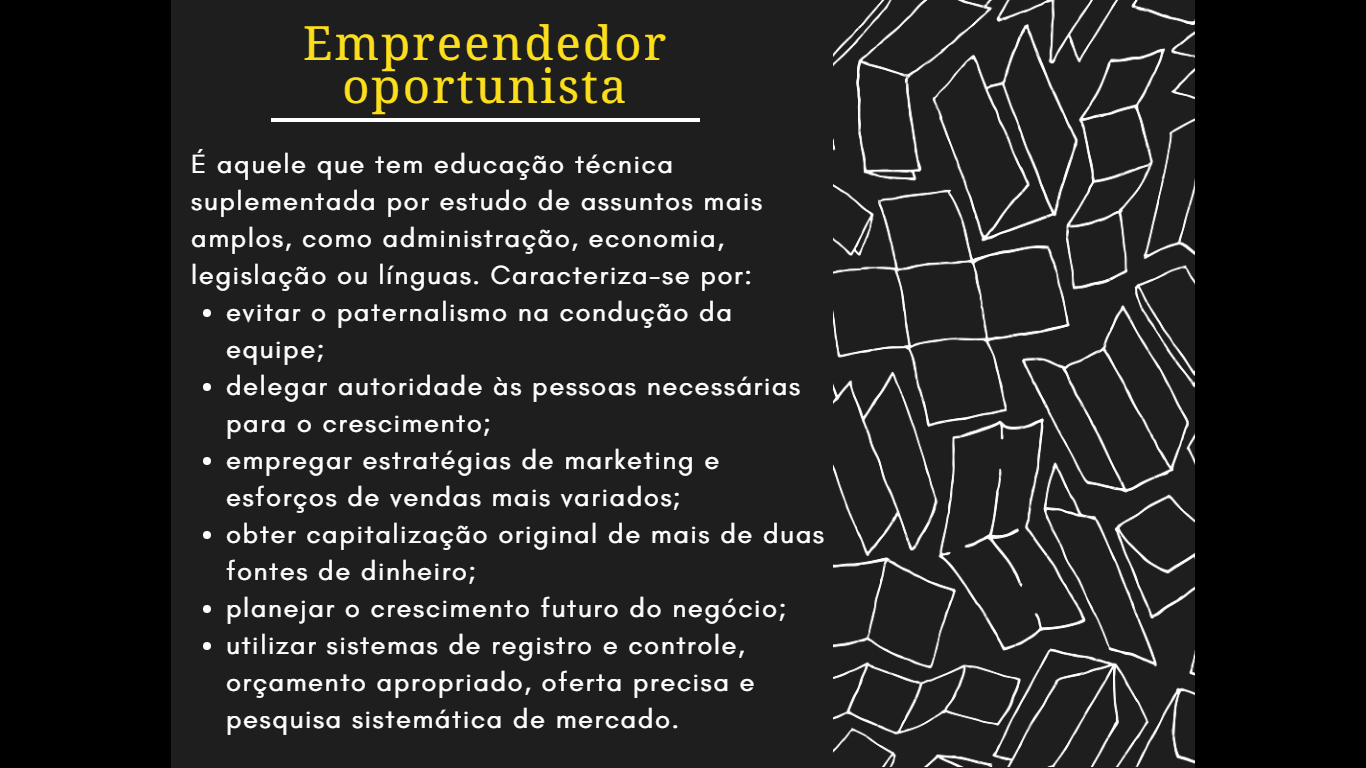 Empreendedor
oportunista
É aquele que tem educação técnica
suplementada por estudo de assuntos mais
amplos, como administração, economia,
legislação ou línguas. Caracteriza-se por:
• evitar o paternalismo na condução da
equipe;
• delegar autoridade às pessoas necessárias
para o crescimento;
• empregar estratégias de marketing e
esforços de vendas mais variados;
• obter capitalização original de mais de duas
fontes de dinheiro;
• planejar o crescimento futuro do negócio;
• utilizar sistemas de registro e controle,
orçamento apropriado, oferta precisa e
pesquisa sistemática de mercado.